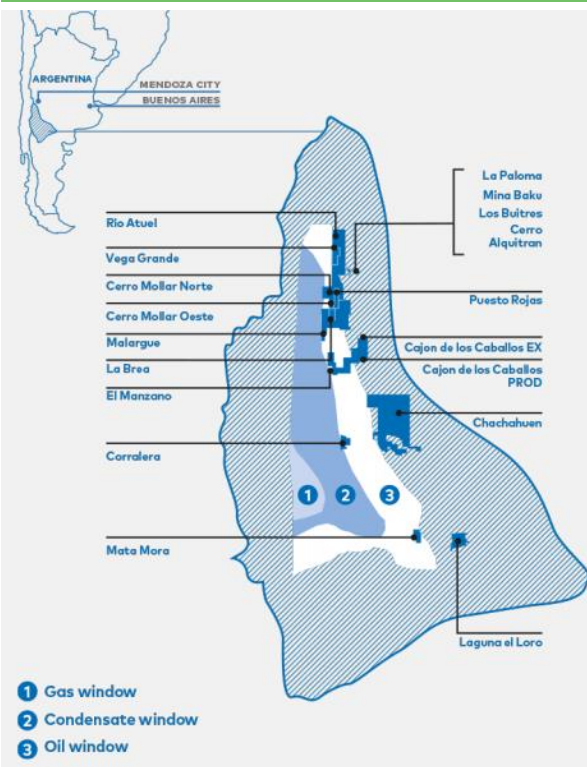 ARGENTINA
MENDOZA CITY
BUENOS AIRES
Rio Atuel
Vega Grande
Cerro Mollar Norte
Cerro Mollar Oeste
Malargue
La Brea
El Manzano
Corralera
Mata Mora
La Paloma
Mina Baku
Los Buitres
Cerro
Alquitran
Puesto Rojas
Cajon de los Caballos EX
Cajon de los Caballos
PROD
Chachahuen
Laguna el Loro
1
2
3
1 Gas window
2 Condensate window
3 Oil window